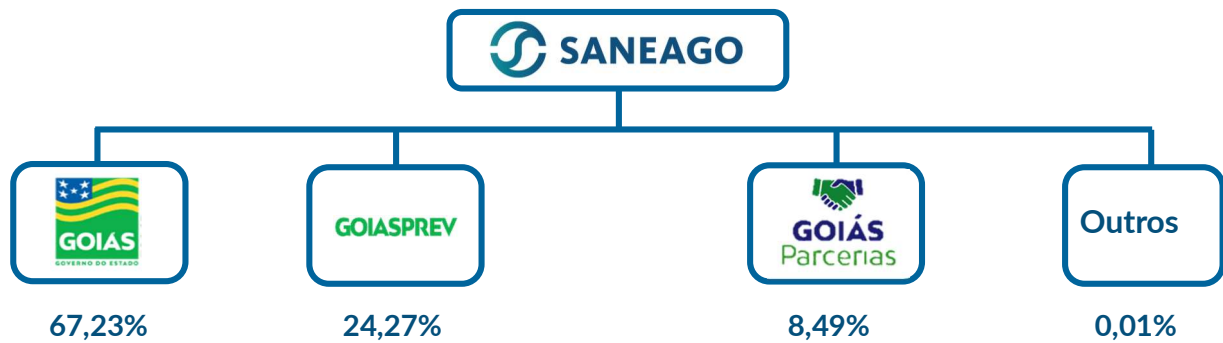 SANEAGO
GOIÁS
GOVERNO DO ESTADO
GOIASPREV
GOIÁS
Parcerias
Outros
67,23%
24,27%
8,49%
0,01%